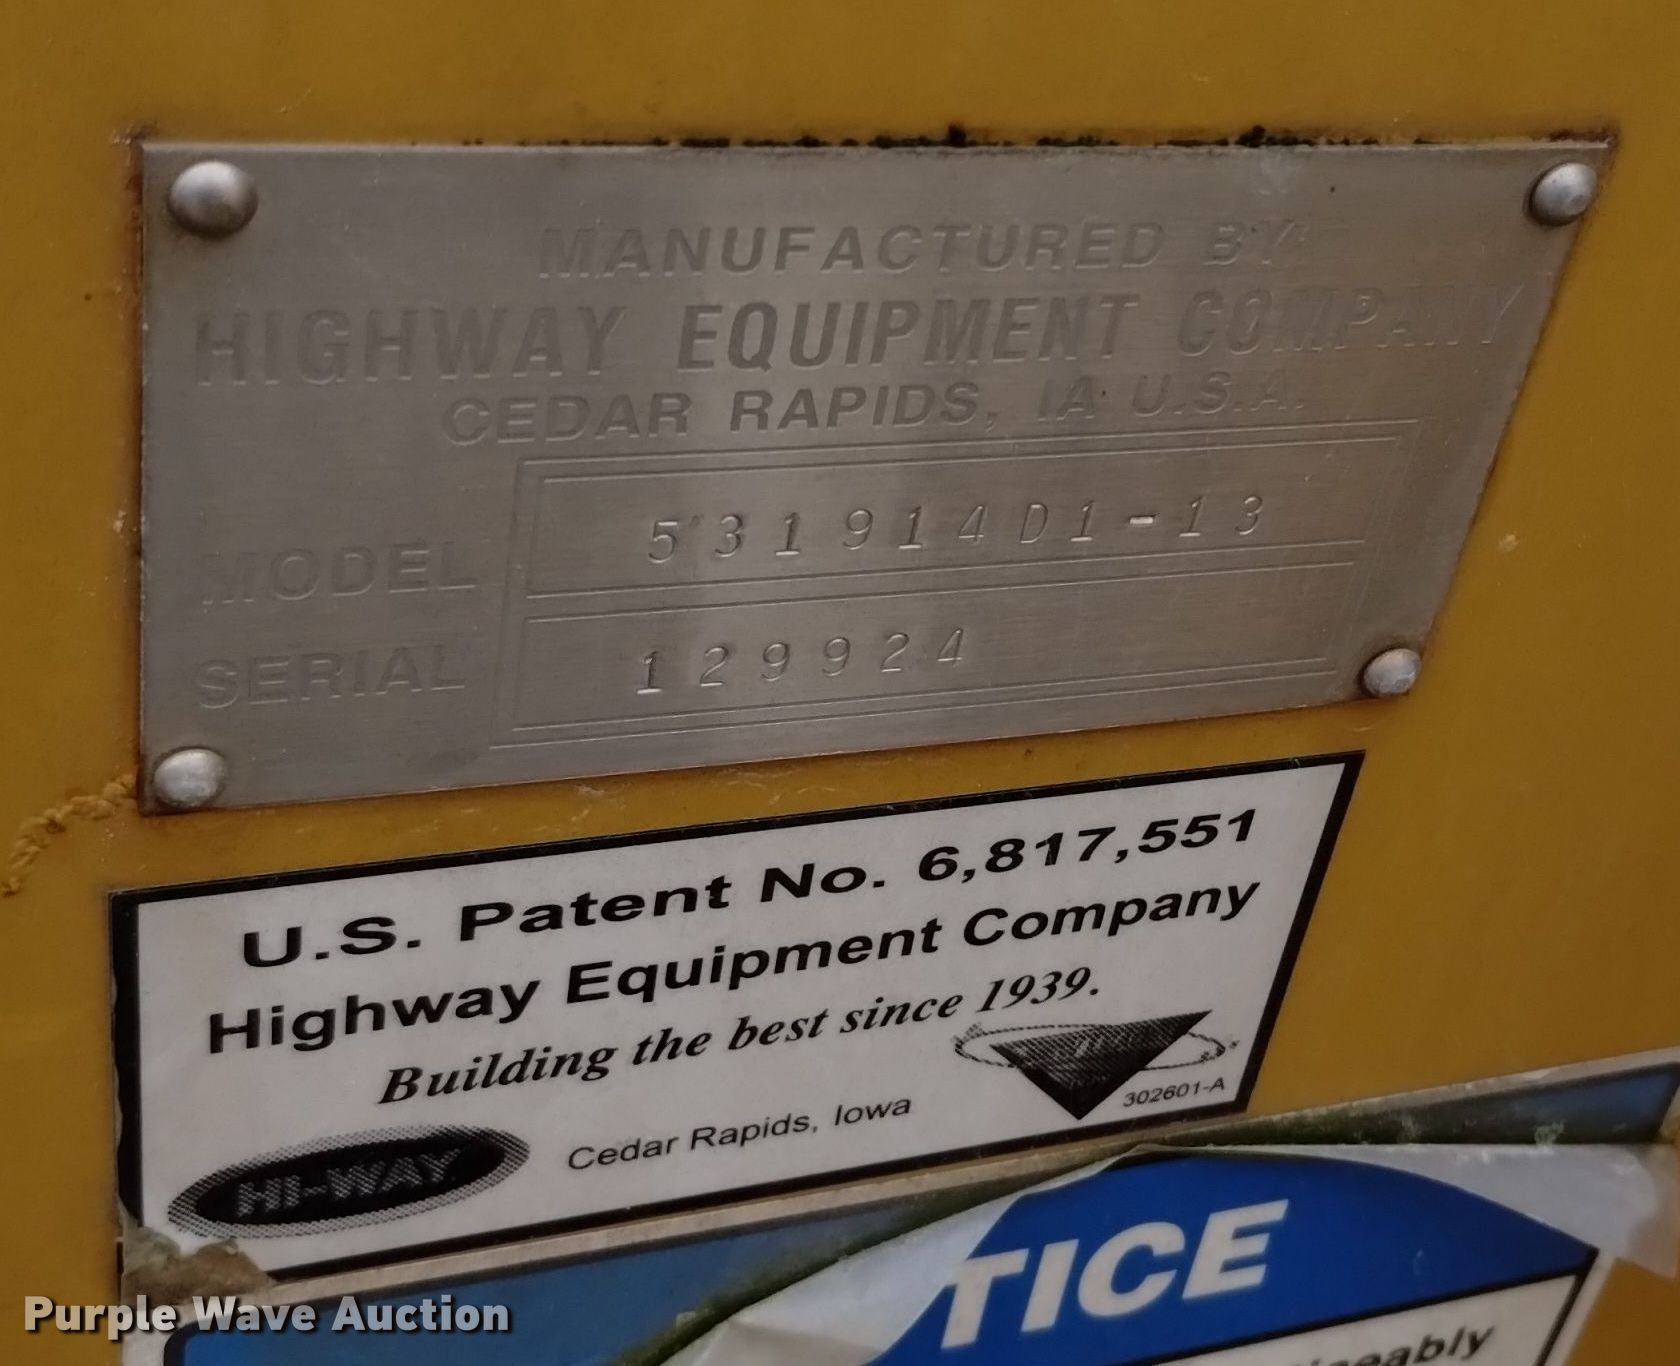 MANUFACTURED BY
HIGHWAY EQUIPMENT COMPANY
CEDAR RAPIDS, IA U.S.A.
MODEL 531914D1-13
SERIAL 129924
U.S. Patent No. 6,817,551
Highway Equipment Company
Building the best since 1939.
302601-A
HI-WAY
Cedar Rapids, Iowa
TICE
Purple Wave Auction